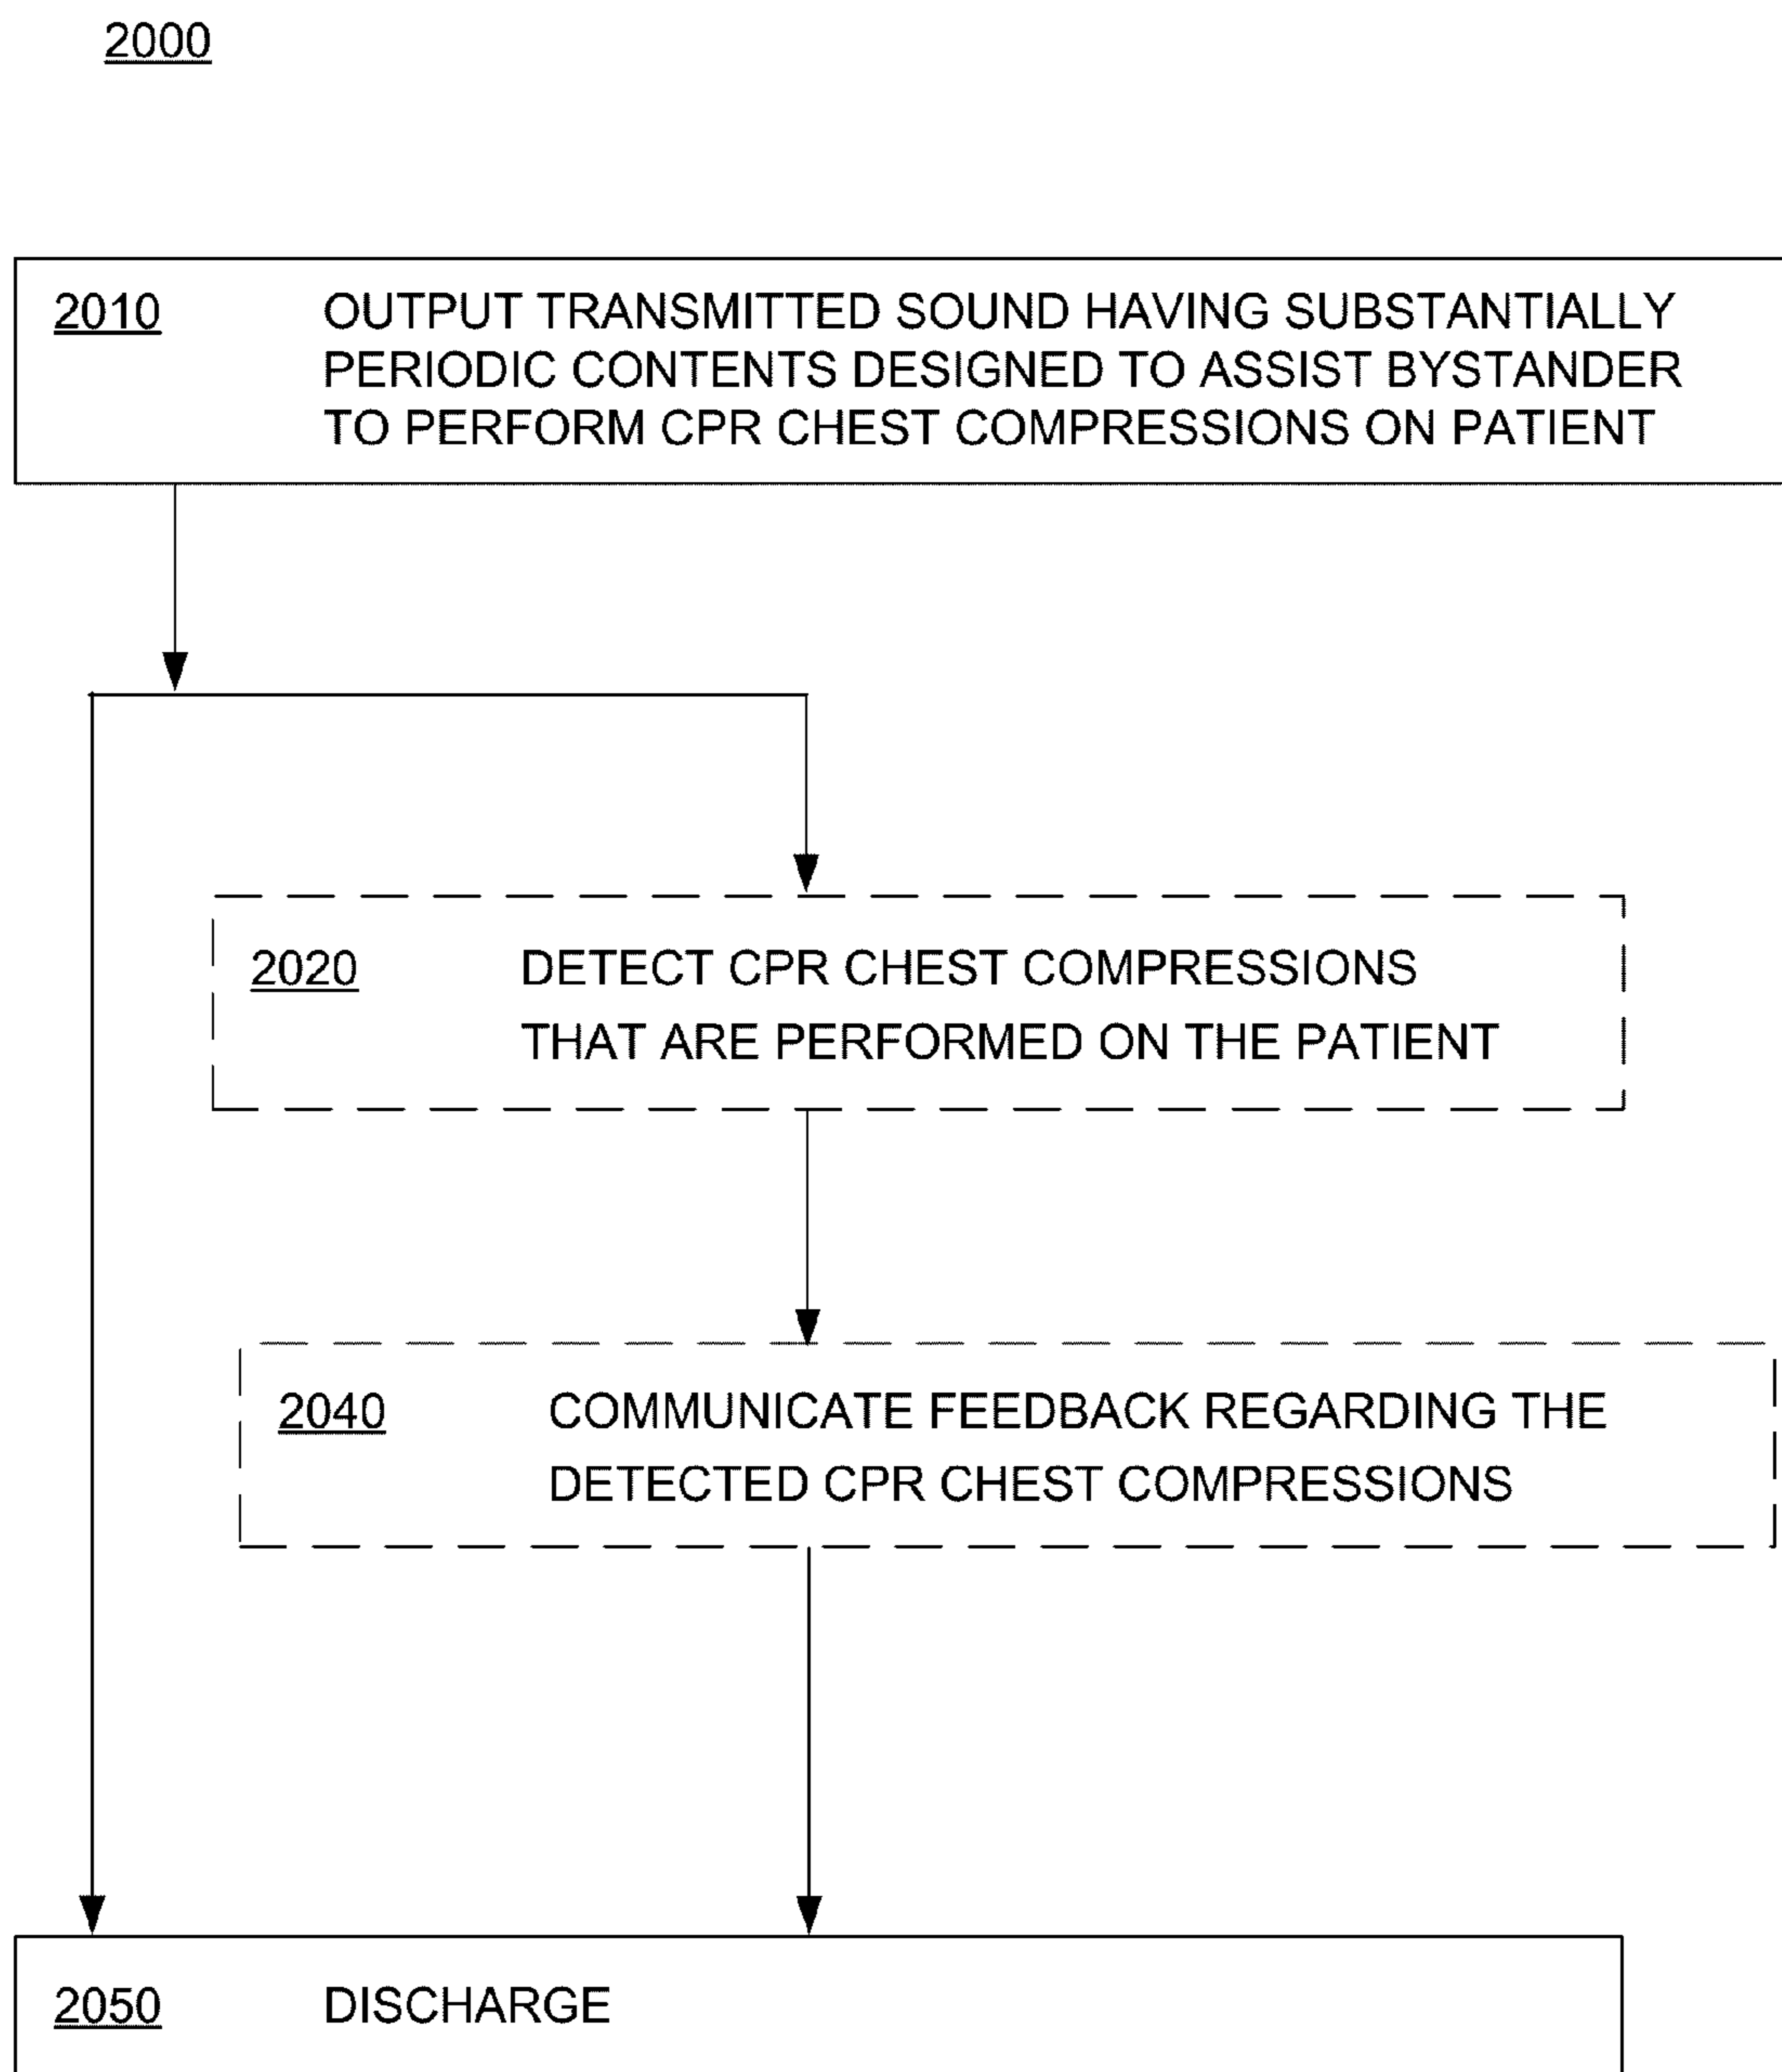 2000
2010 OUTPUT TRANSMITTED SOUND HAVING SUBSTANTIALLY
PERIODIC CONTENTS DESIGNED TO ASSIST BYSTANDER
TO PERFORM CPR CHEST COMPRESSIONS ON PATIENT
2020 DETECT CPR CHEST COMPRESSIONS
THAT ARE PERFORMED ON THE PATIENT
2040 COMMUNICATE FEEDBACK REGARDING THE
DETECTED CPR CHEST COMPRESSIONS
2050 DISCHARGE